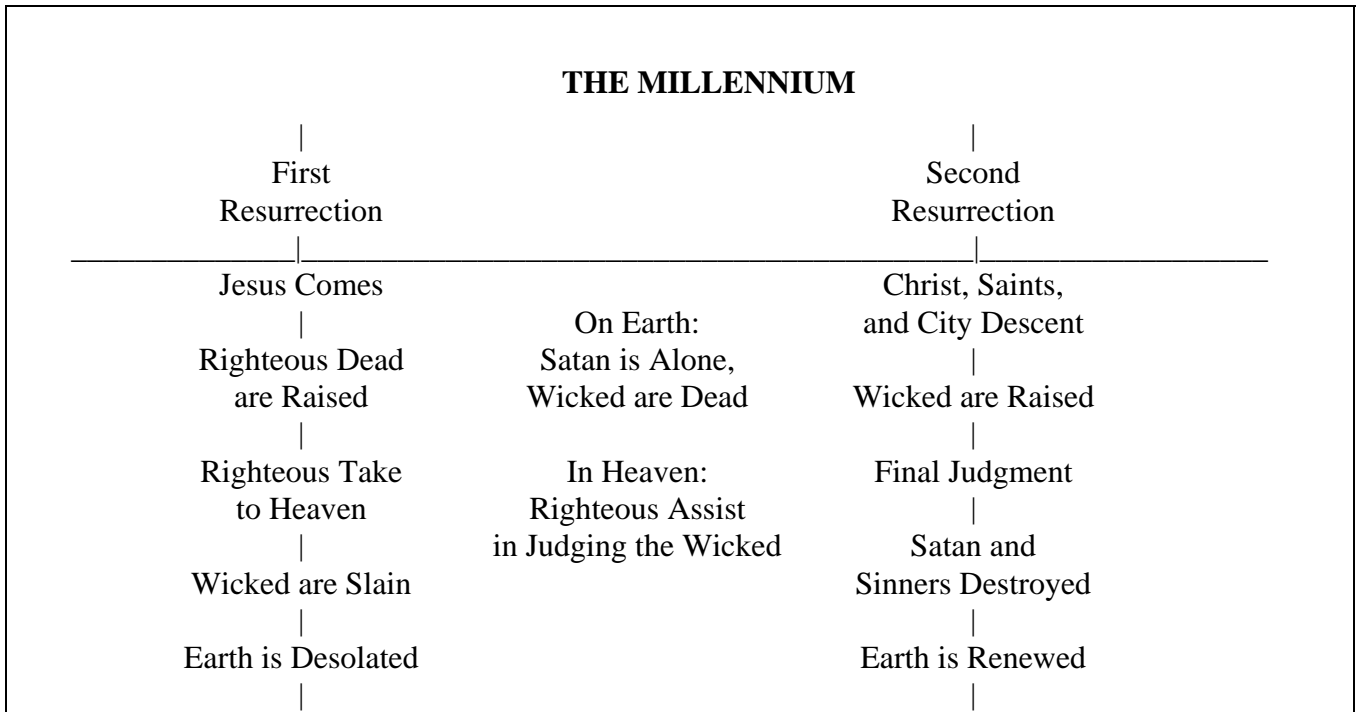 THE MILLENNIUM
First
Resurrection
Second
Resurrection
Jesus Comes
Righteous Dead
are Raised
Righteous Take
to Heaven
Wicked are Slain
Earth is Desolated
On Earth:
Satan is Alone,
Wicked are Dead
In Heaven:
Righteous Assist
in Judging the Wicked
Christ, Saints,
and City Descent
Wicked are Raised
Final Judgment
Satan and
Sinners Destroyed
Earth is Renewed